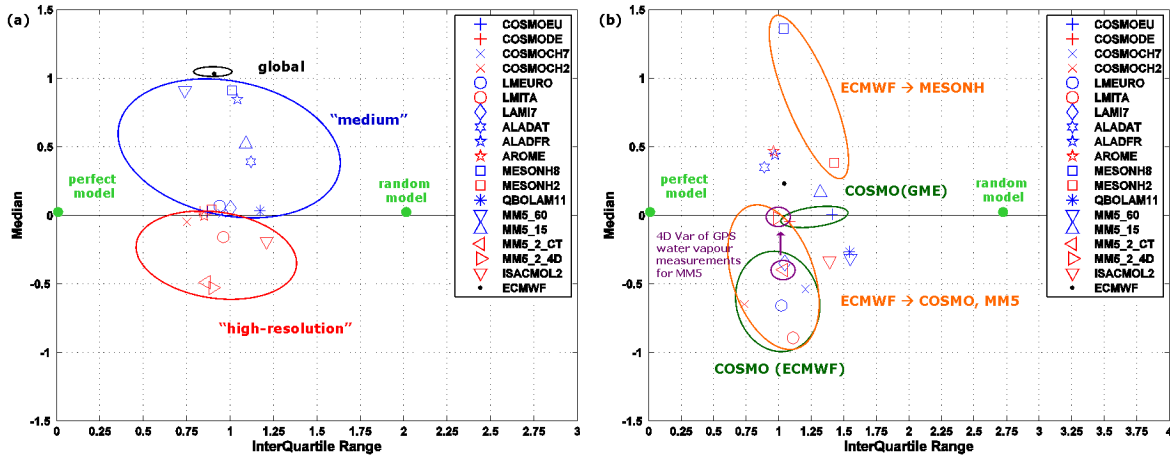 (a)
1.5
1
0.5
0
-0.5
-1
-1.5
Median
0
0.25
0.5
0.75
1
1.25
1.5
1.75
2
2.25
2.5
2.75
3
InterQuartile Range
global
"medium"
perfect
model
random
model
"high-resolution"
COSMOEU
COSMODE
COSMOCH7
COSMOCH2
LMEURO
LMITA
LAMI7
ALADAT
ALADFR
AROME
MESONH8
MESONH2
QBOLAM11
MM5_60
MM5_15
MM5_2_CT
MM5_2_4D
ISACMOL2
ECMWF
(b)
1.5
1
0.5
0
-0.5
-1
-1.5
Median
0
0.25
0.5
0.75
1
1.25
1.5
1.75
2
2.25
2.5
2.75
3
3.25
3.5
3.75
4
InterQuartile Range
ECMWF → MESONH
COSMO(GME)
perfect
model
random
model
4D Var of GPS
water vapour
measurements
for MM5
ECMWF → COSMO, MM5
COSMO (ECMWF)
COSMOEU
COSMODE
COSMOCH7
COSMOCH2
LMEURO
LMITA
LAMI7
ALADAT
ALADFR
AROME
MESONH8
MESONH2
QBOLAM11
MM5_60
MM5_15
MM5_2_CT
MM5_2_4D
ISACMOL2
ECMWF